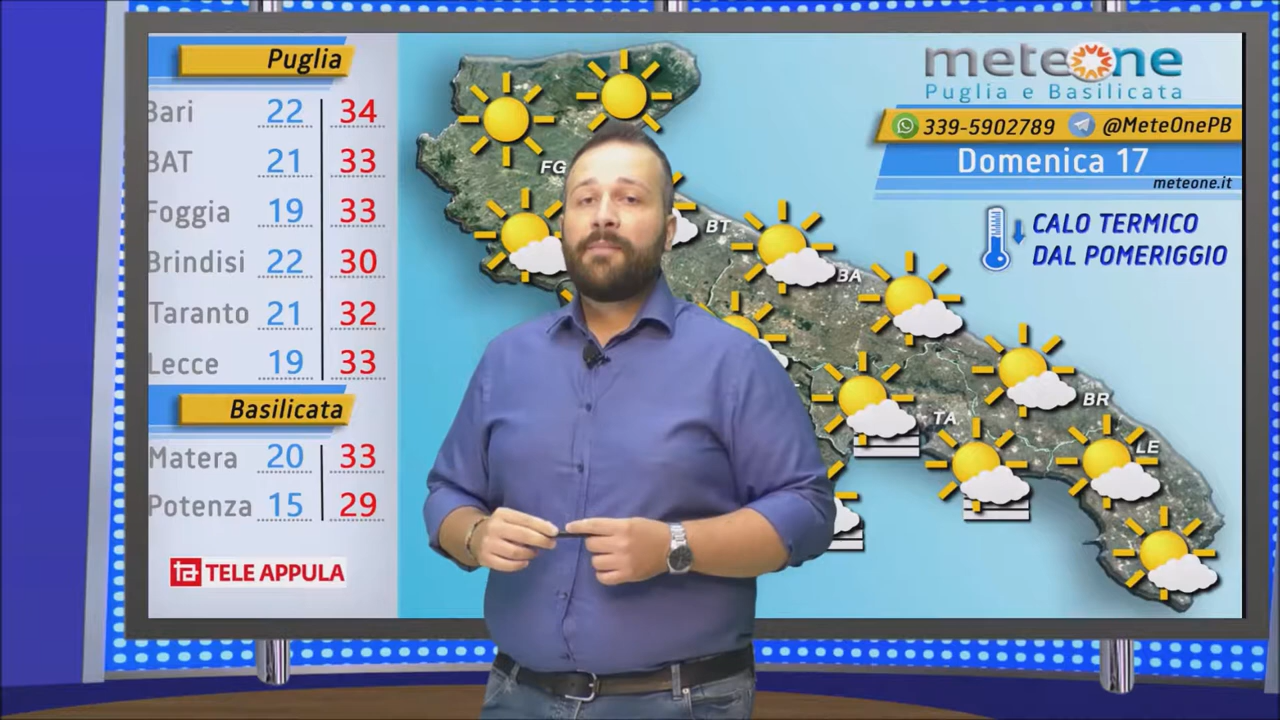 Puglia
Bari 22 34
BAT 21 33
Foggia 19 33
Brindisi 22 30
Taranto 21 32
Lecce 19 33
Basilicata
Matera 20 33
Potenza 15 29
ta TELE APPULA
meteOne
Puglia e Basilicata
339-5902789 @MeteOnePB
Domenica 17
meteone.it
CALO TERMICO
DAL POMERIGGIO
FG
BT
BA
TA
BR
LE